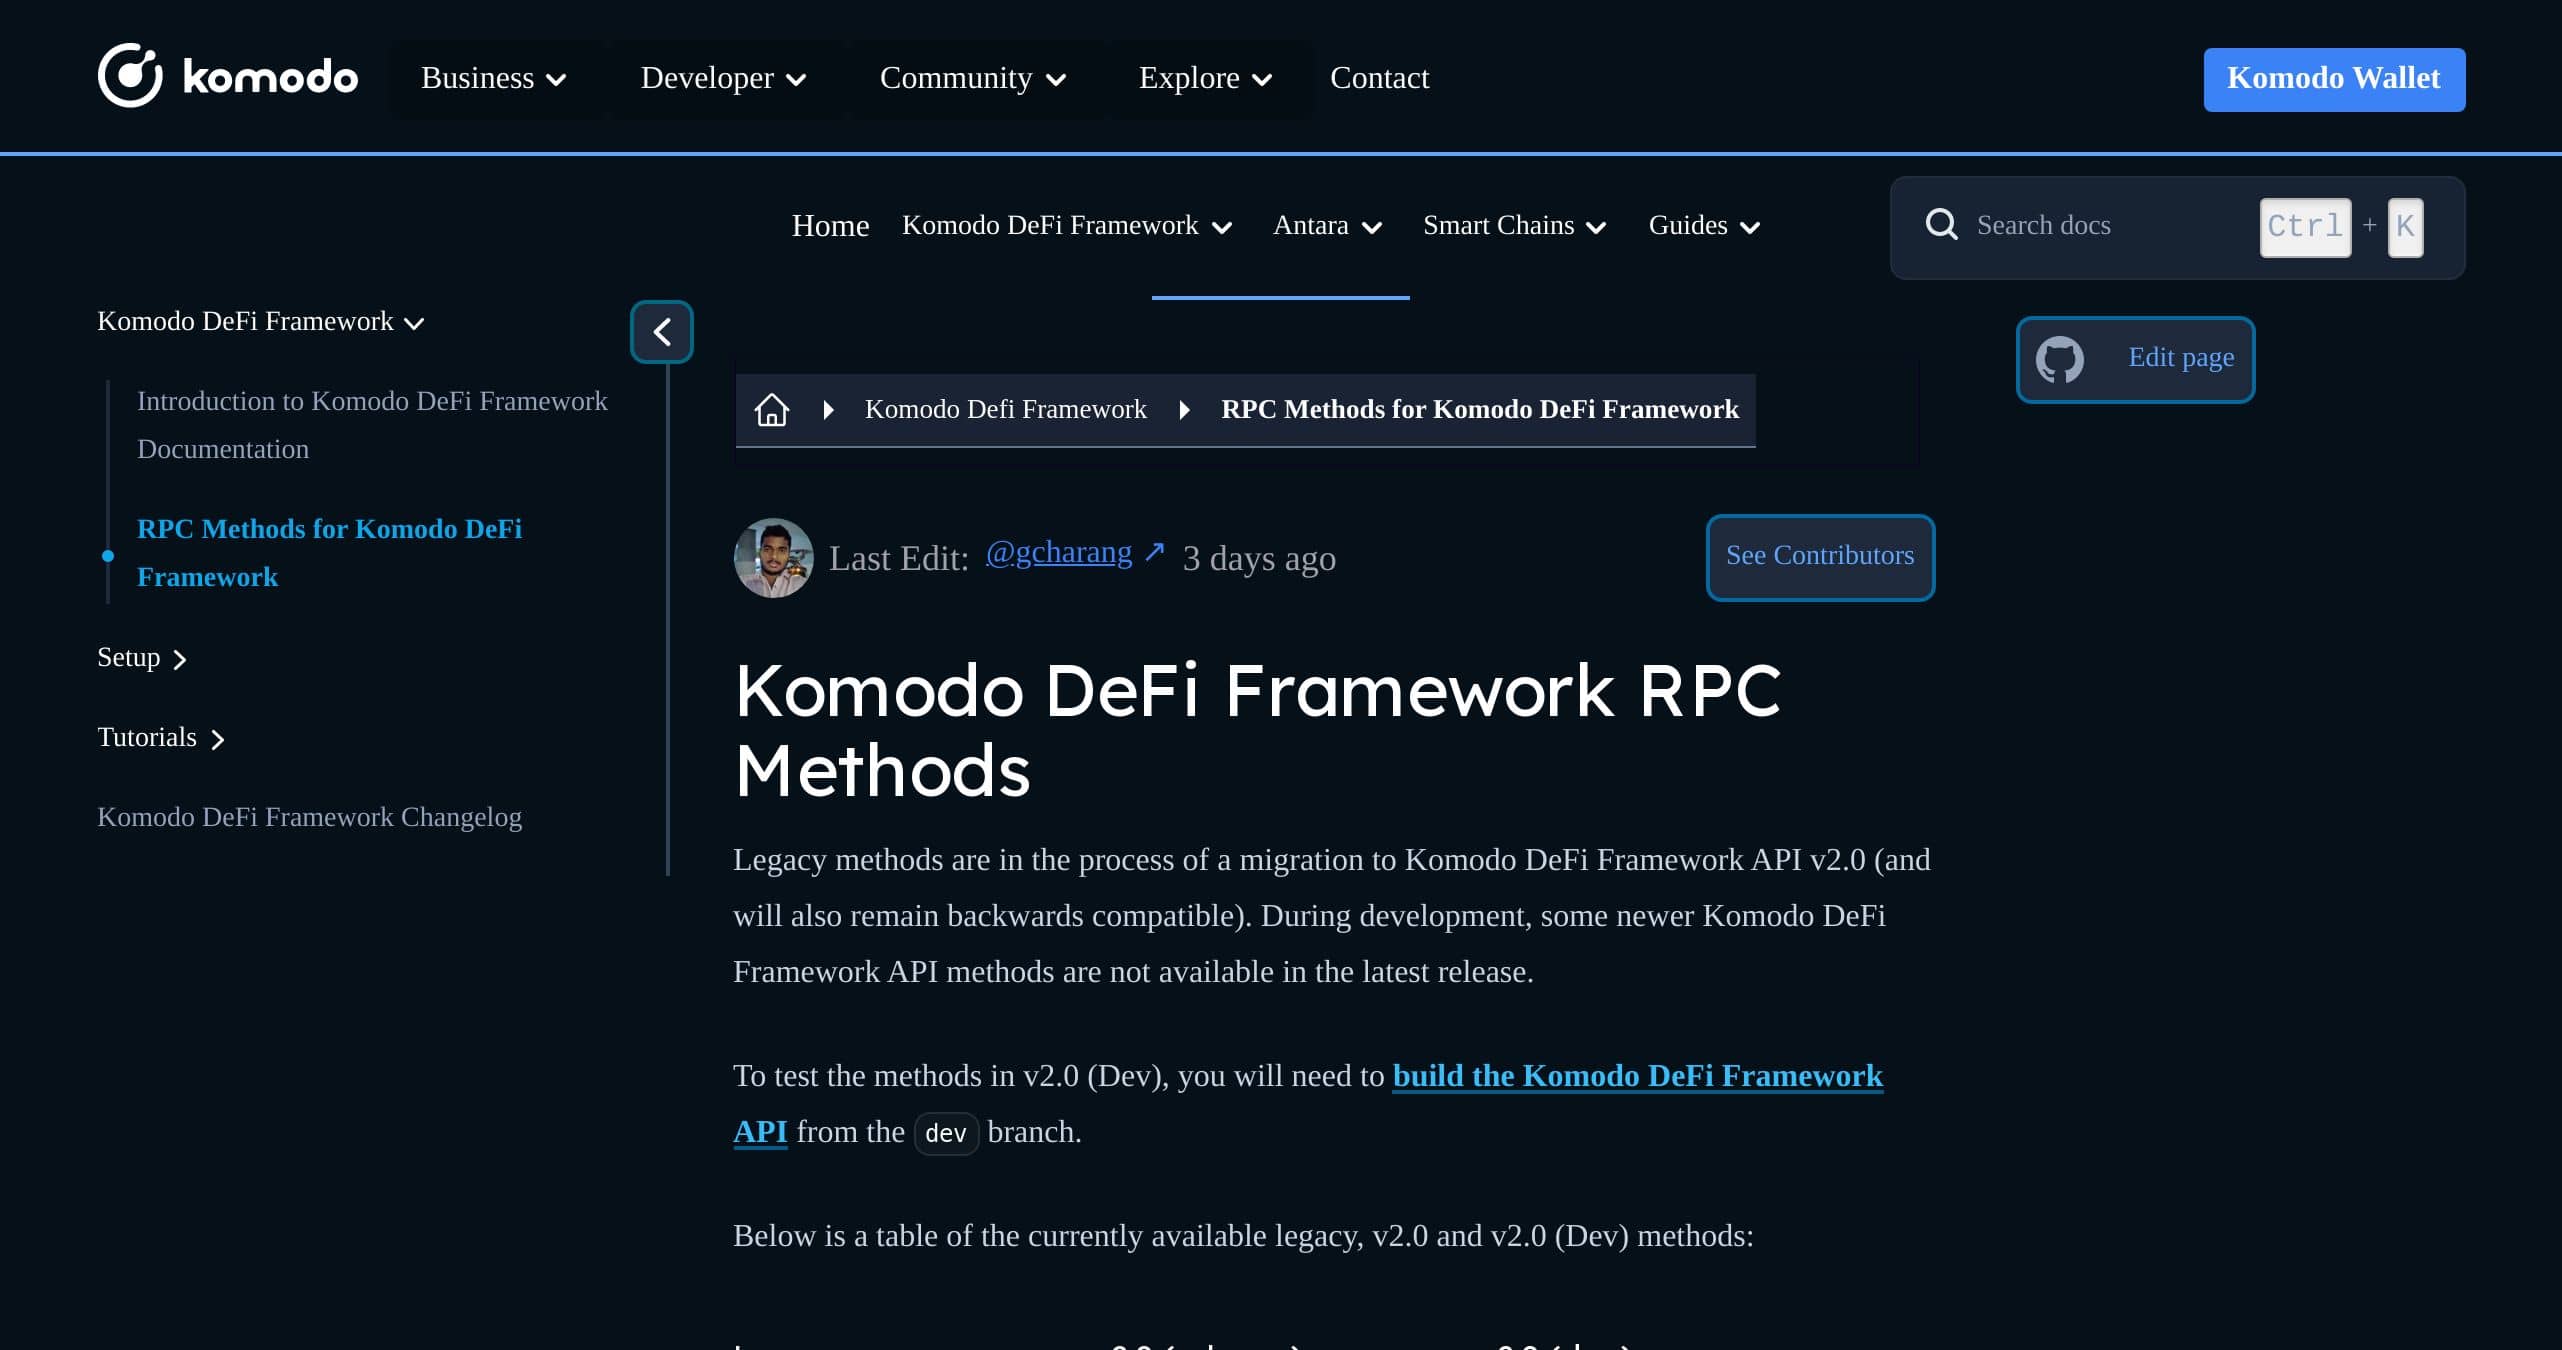 komodo
Business
Developer
Community
Explore
Contact
Komodo Wallet
Home
Komodo DeFi Framework
Antara
Smart Chains
Guides
Search docs
Ctrl + K
Komodo DeFi Framework
Introduction to Komodo DeFi Framework
Documentation
RPC Methods for Komodo DeFi
Framework
Setup
Tutorials
Komodo DeFi Framework Changelog
Komodo Defi Framework
RPC Methods for Komodo DeFi Framework
Edit page
Last Edit: @gcharang ↗ 3 days ago
See Contributors
Komodo DeFi Framework RPC
Methods
Legacy methods are in the process of a migration to Komodo DeFi Framework API v2.0 (and
will also remain backwards compatible). During development, some newer Komodo DeFi
Framework API methods are not available in the latest release.
To test the methods in v2.0 (Dev), you will need to build the Komodo DeFi Framework
API from the dev branch.
Below is a table of the currently available legacy, v2.0 and v2.0 (Dev) methods: